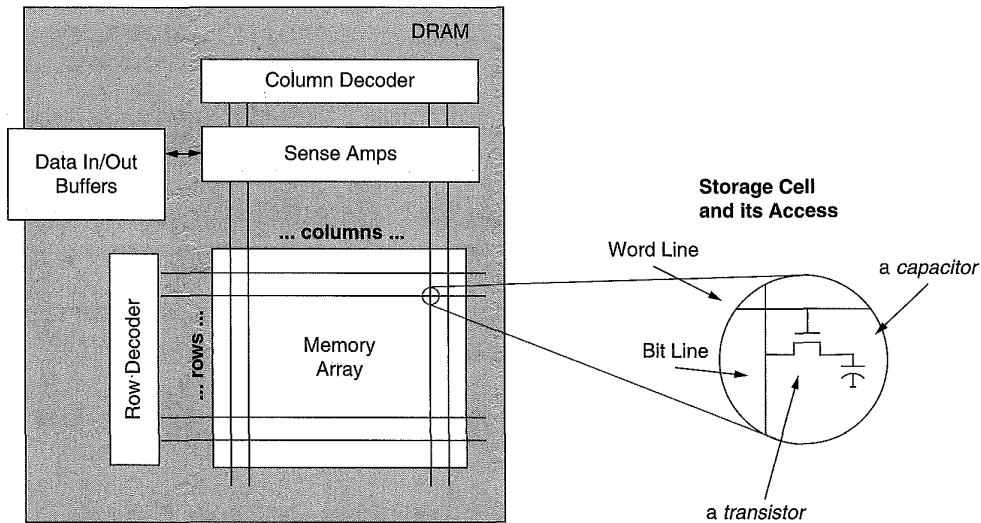 DRAM
Column Decoder
Sense Amps
Data In/Out
Buffers
... columns ...
Row Decoder
... rows ...
Memory
Array
Storage Cell
and its Access
Word Line
a capacitor
Bit Line
a transistor